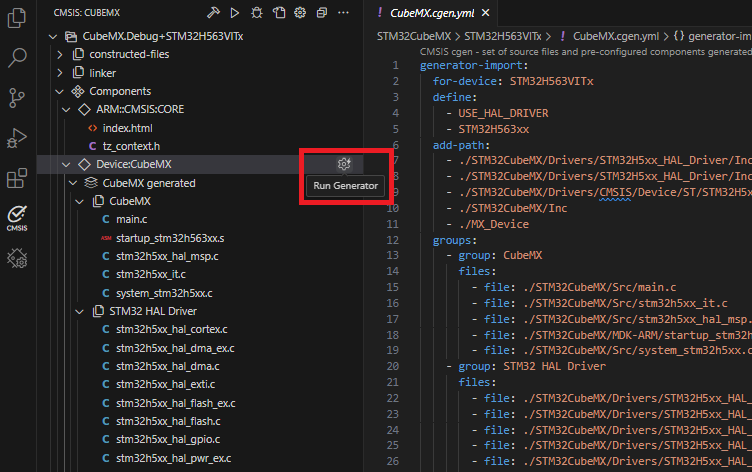 CMSIS: CUBEMX
CubeMX.Debug+STM32H563VITx
constructed-files
linker
Components
ARM::CMSIS:CORE
index.html
tz_context.h
Device:CubeMX
Run Generator
CubeMX generated
CubeMX
main.c
startup_stm32h563xx.s
stm32h5xx_hal_msp.c
stm32h5xx_it.c
system_stm32h5xx.c
STM32 HAL Driver
stm32h5xx_hal_cortex.c
stm32h5xx_hal_dma_ex.c
stm32h5xx_hal_dma.c
stm32h5xx_hal_exti.c
stm32h5xx_hal_flash_ex.c
stm32h5xx_hal_flash.c
stm32h5xx_hal_gpio.c
stm32h5xx_hal_pwr_ex.c
CMSIS
CubeMX.cgen.yml
STM32CubeMX > STM32H563VITx > ! CubeMX.cgen.yml > {} generator-im
CMSIS cgen - set of source files and pre-configured components generated
1 generator-import:
2 for-device: STM32H563VITx
3 define:
4 - USE_HAL_DRIVER
5 - STM32H563xx
6 add-path:
7 - ./STM32CubeMX/Drivers/STM32H5xx_HAL_Driver/Inc
8 - ./STM32CubeMX/Drivers/STM32H5xx_HAL_Driver/Inc
9 - ./STM32CubeMX/Drivers/CMSIS/Device/ST/STM32H5x
10 - ./STM32CubeMX/Inc
11 - ./MX_Device
12 groups:
13 - group: CubeMX
14 files:
15 - file: ./STM32CubeMX/Src/main.c
16 - file: ./STM32CubeMX/Src/stm32h5xx_it.c
17 - file: ./STM32CubeMX/Src/stm32h5xx_hal_msp.
18 - file: ./STM32CubeMX/MDK-ARM/startup_stm32h
19 - file: ./STM32CubeMX/Src/system_stm32h5xx.c
20 - group: STM32 HAL Driver
21 files:
22 - file: ./STM32CubeMX/Drivers/STM32H5xx_HAL_
23 - file: ./STM32CubeMX/Drivers/STM32H5xx_HAL_
24 - file: ./STM32CubeMX/Drivers/STM32H5xx_HAL_
25 - file: ./STM32CubeMX/Drivers/STM32H5xx_HAL_
26 - file: ./STM32CubeMX/Drivers/STM32H5xx_HAL_